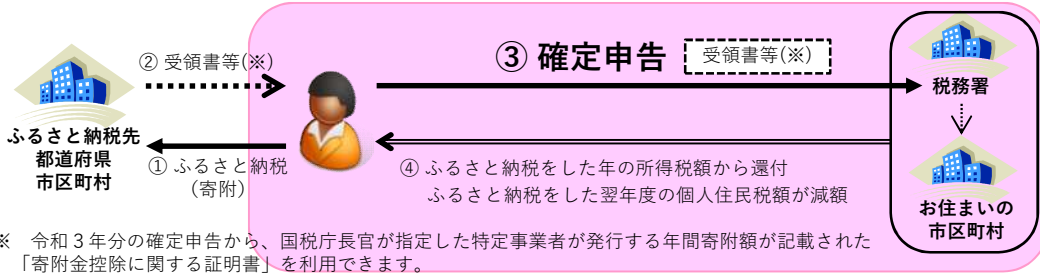 ② 受領書等(※)
③ 確定申告
受領書等(※)
税務署
ふるさと納税先
都道府県
市区町村
① ふるさと納税
(寄附)
④ ふるさと納税をした年の所得税額から還付
ふるさと納税をした翌年度の個人住民税額が減額
お住まいの
市区町村
※ 令和３年分の確定申告から、国税庁長官が指定した特定事業者が発行する年間寄附額が記載された
「寄附金控除に関する証明書」を利用できます。